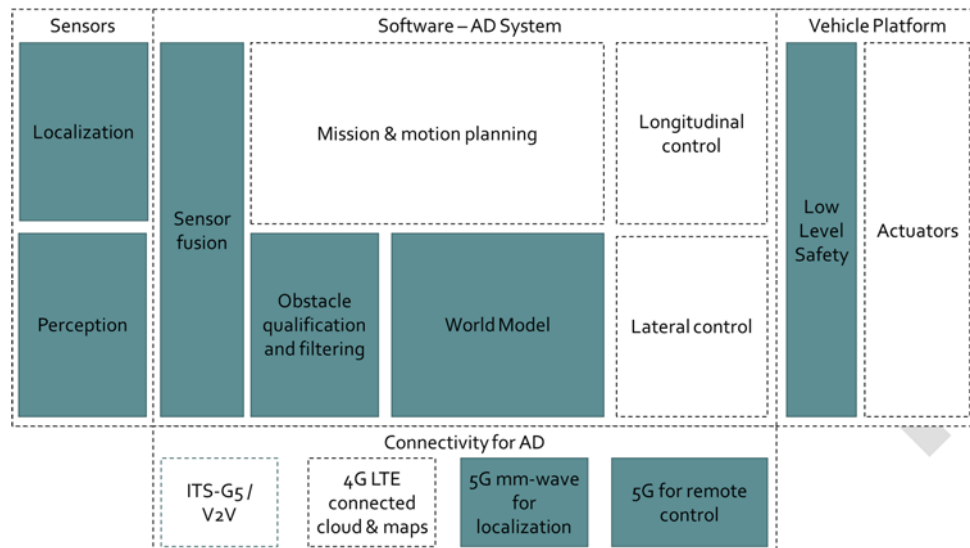 Sensors
Software – AD System
Vehicle Platform
Localization
Mission & motion planning
Longitudinal
control
Sensor
fusion
Low
Level
Safety
Actuators
Perception
Obstacle
qualification
and filtering
World Model
Lateral control
Connectivity for AD
ITS-G5 /
V2V
4G LTE
connected
cloud & maps
5G mm-wave
for
localization
5G for remote
control